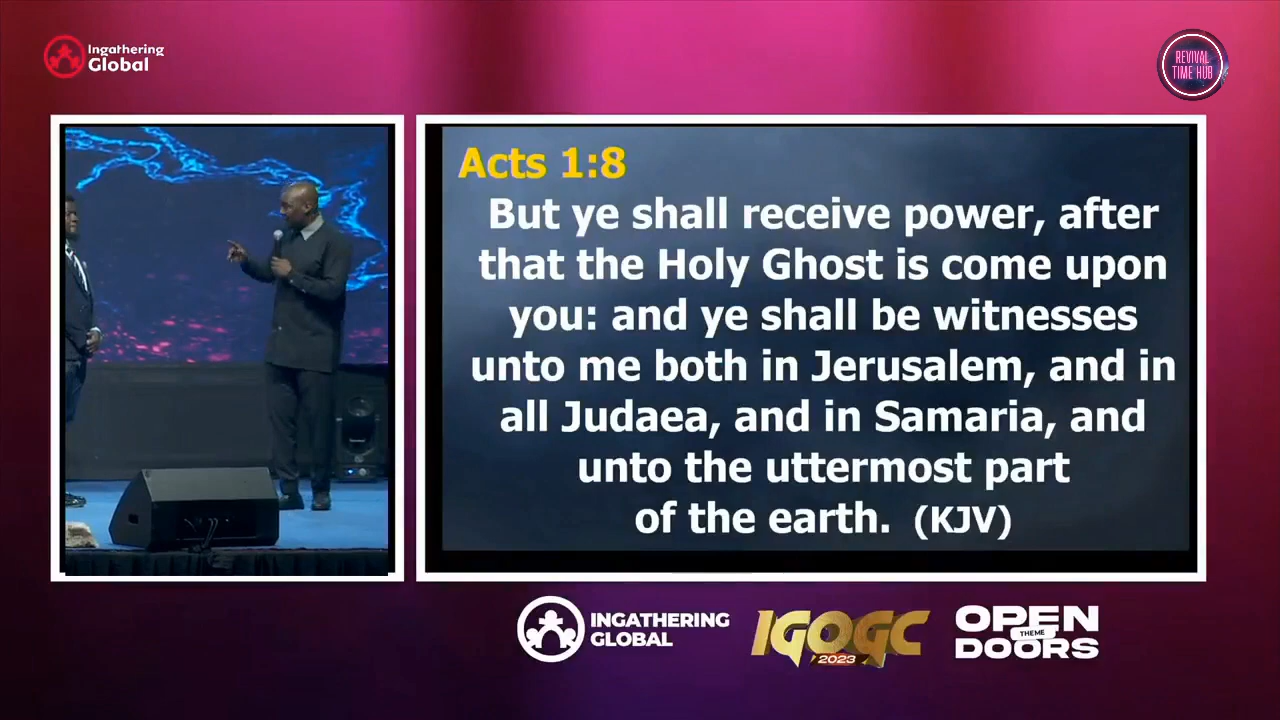 Ingathering
Global
REVIVAL
TIME HUB
Acts 1:8
But ye shall receive power, after
that the Holy Ghost is come upon
you: and ye shall be witnesses
unto me both in Jerusalem, and in
all Judaea, and in Samaria, and
unto the uttermost part
of the earth. (KJV)
INGATHERING
GLOBAL
IGOGC
2023
OPEN
THEME
DOORS